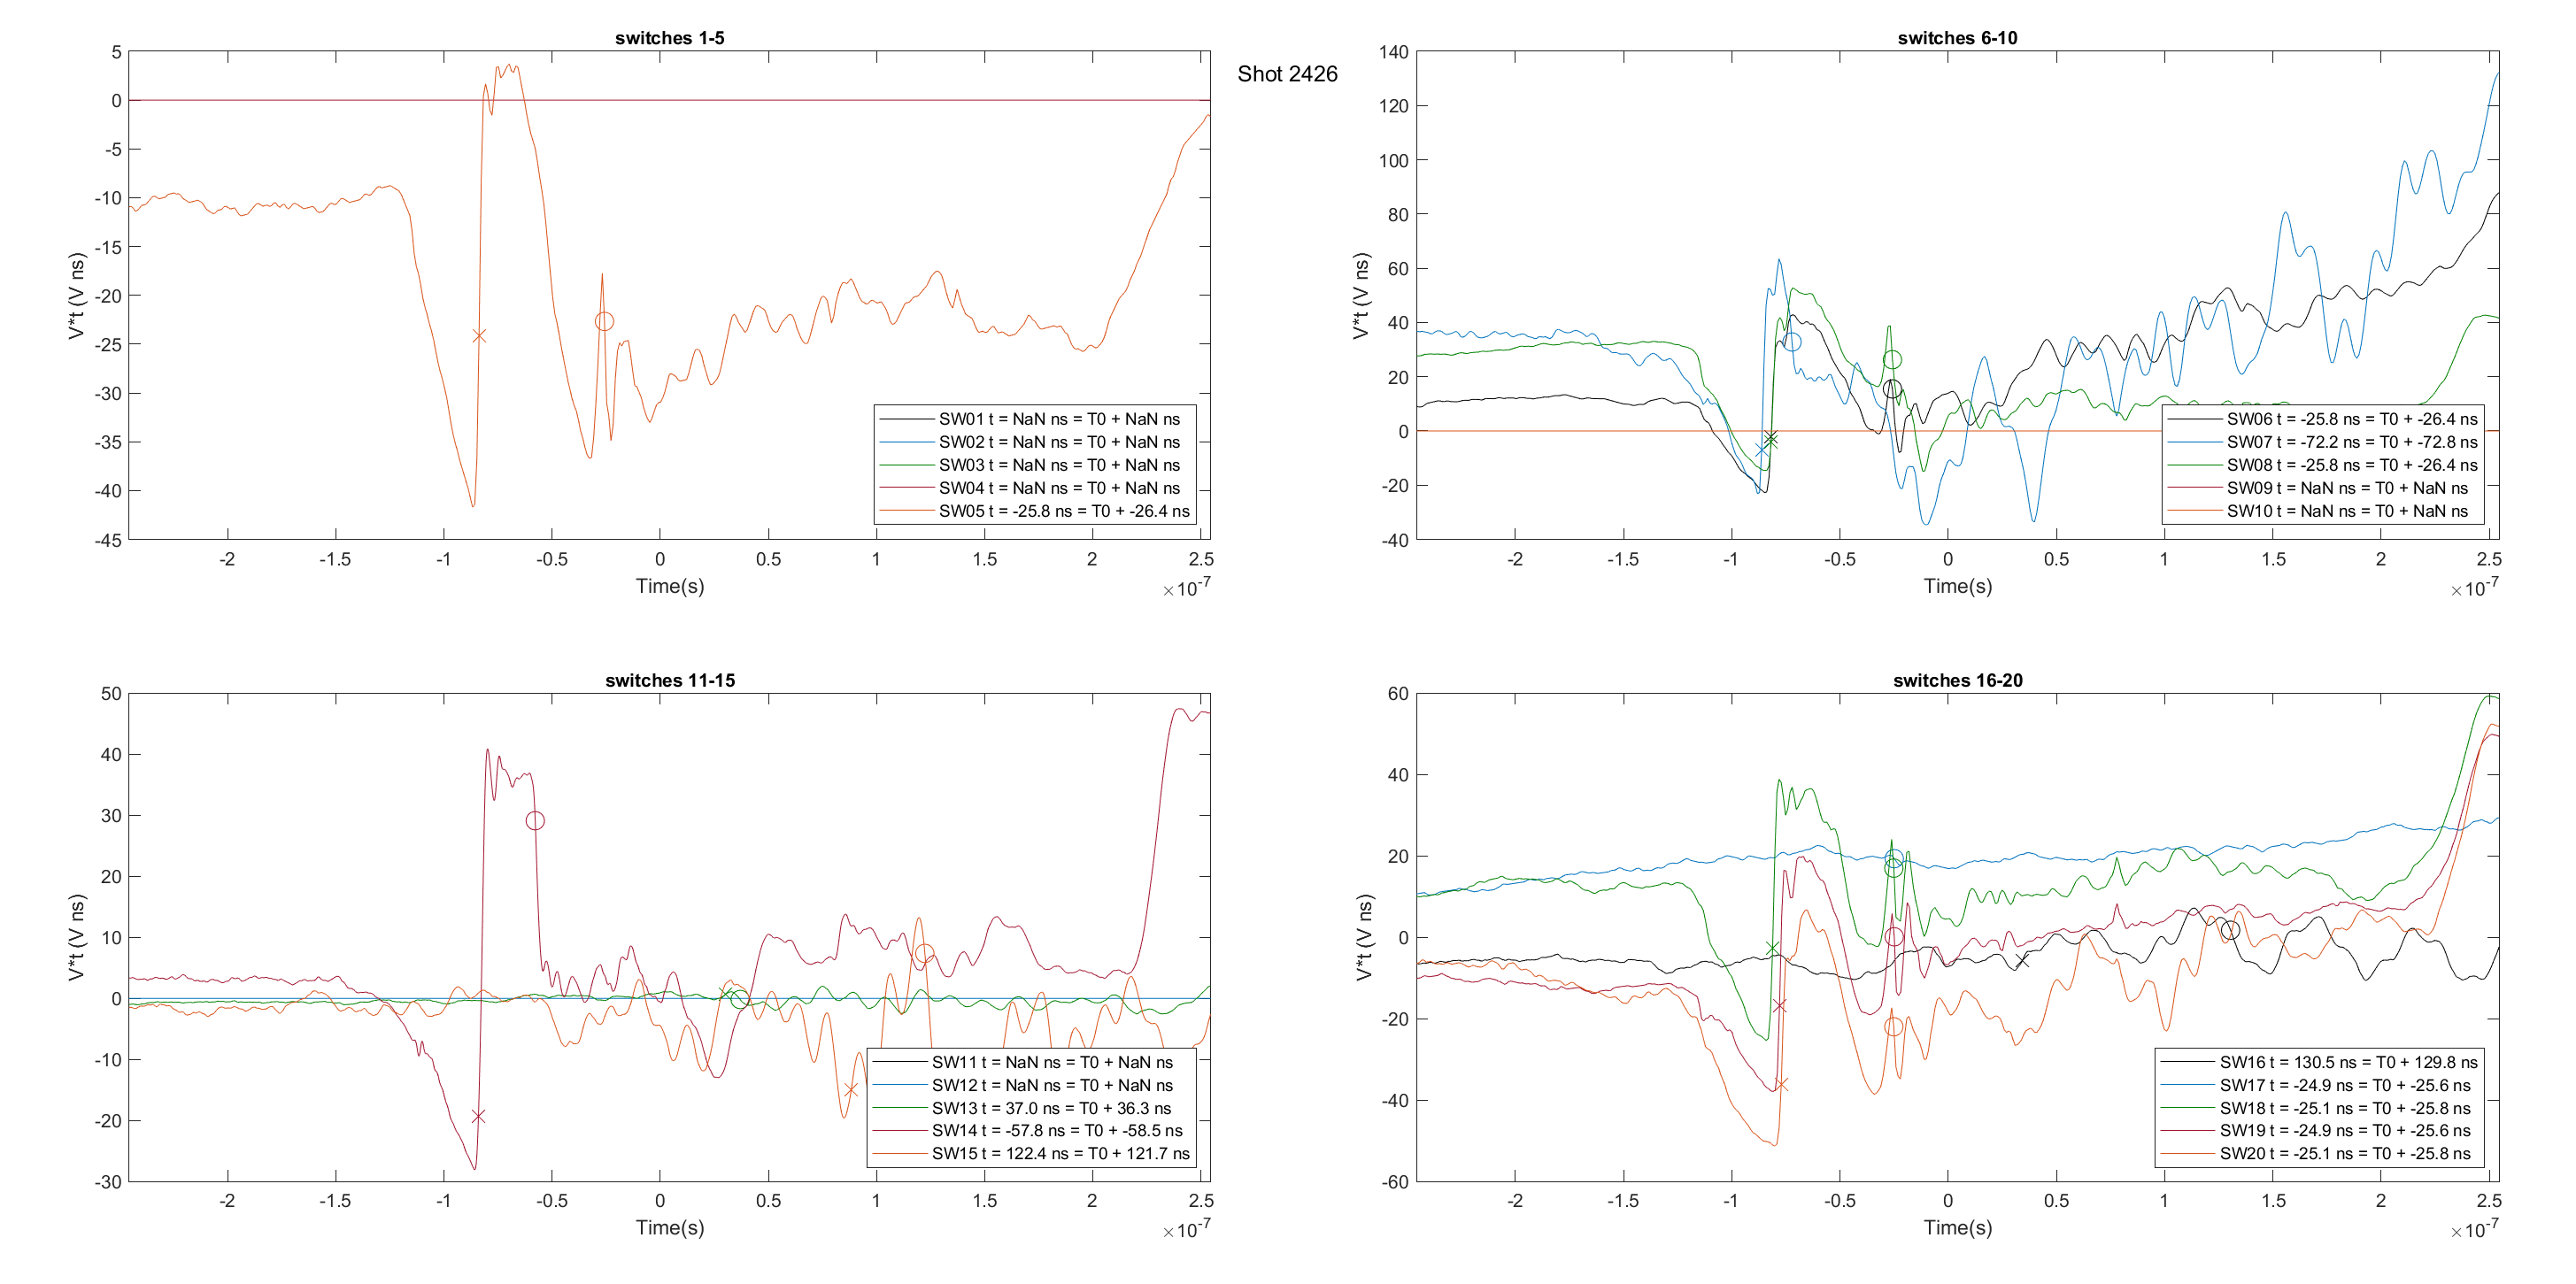 Shot 2426
switches 1-5
5
0
-5
-10
-15
-20
-25
-30
-35
-40
-45
V*t (V ns)
SW01 t = NaN ns = T0 + NaN ns
SW02 t = NaN ns = T0 + NaN ns
SW03 t = NaN ns = T0 + NaN ns
SW04 t = NaN ns = T0 + NaN ns
SW05 t = -25.8 ns = T0 + -26.4 ns
-2 -1.5 -1 -0.5 0 0.5 1 1.5 2 2.5
Time(s)
×10-7
switches 6-10
140
120
100
80
60
40
20
0
-20
-40
V*t (V ns)
SW06 t = -25.8 ns = T0 + -26.4 ns
SW07 t = -72.2 ns = T0 + -72.8 ns
SW08 t = -25.8 ns = T0 + -26.4 ns
SW09 t = NaN ns = T0 + NaN ns
SW10 t = NaN ns = T0 + NaN ns
-2 -1.5 -1 -0.5 0 0.5 1 1.5 2 2.5
Time(s)
×10-7
switches 11-15
50
40
30
20
10
0
-10
-20
-30
V*t (V ns)
SW11 t = NaN ns = T0 + NaN ns
SW12 t = NaN ns = T0 + NaN ns
SW13 t = 37.0 ns = T0 + 36.3 ns
SW14 t = -57.8 ns = T0 + -58.5 ns
SW15 t = 122.4 ns = T0 + 121.7 ns
-2 -1.5 -1 -0.5 0 0.5 1 1.5 2 2.5
Time(s)
×10-7
switches 16-20
60
40
20
0
-20
-40
-60
V*t (V ns)
SW16 t = 130.5 ns = T0 + 129.8 ns
SW17 t = -24.9 ns = T0 + -25.6 ns
SW18 t = -25.1 ns = T0 + -25.8 ns
SW19 t = -24.9 ns = T0 + -25.6 ns
SW20 t = -25.1 ns = T0 + -25.8 ns
-2 -1.5 -1 -0.5 0 0.5 1 1.5 2 2.5
Time(s)
×10-7